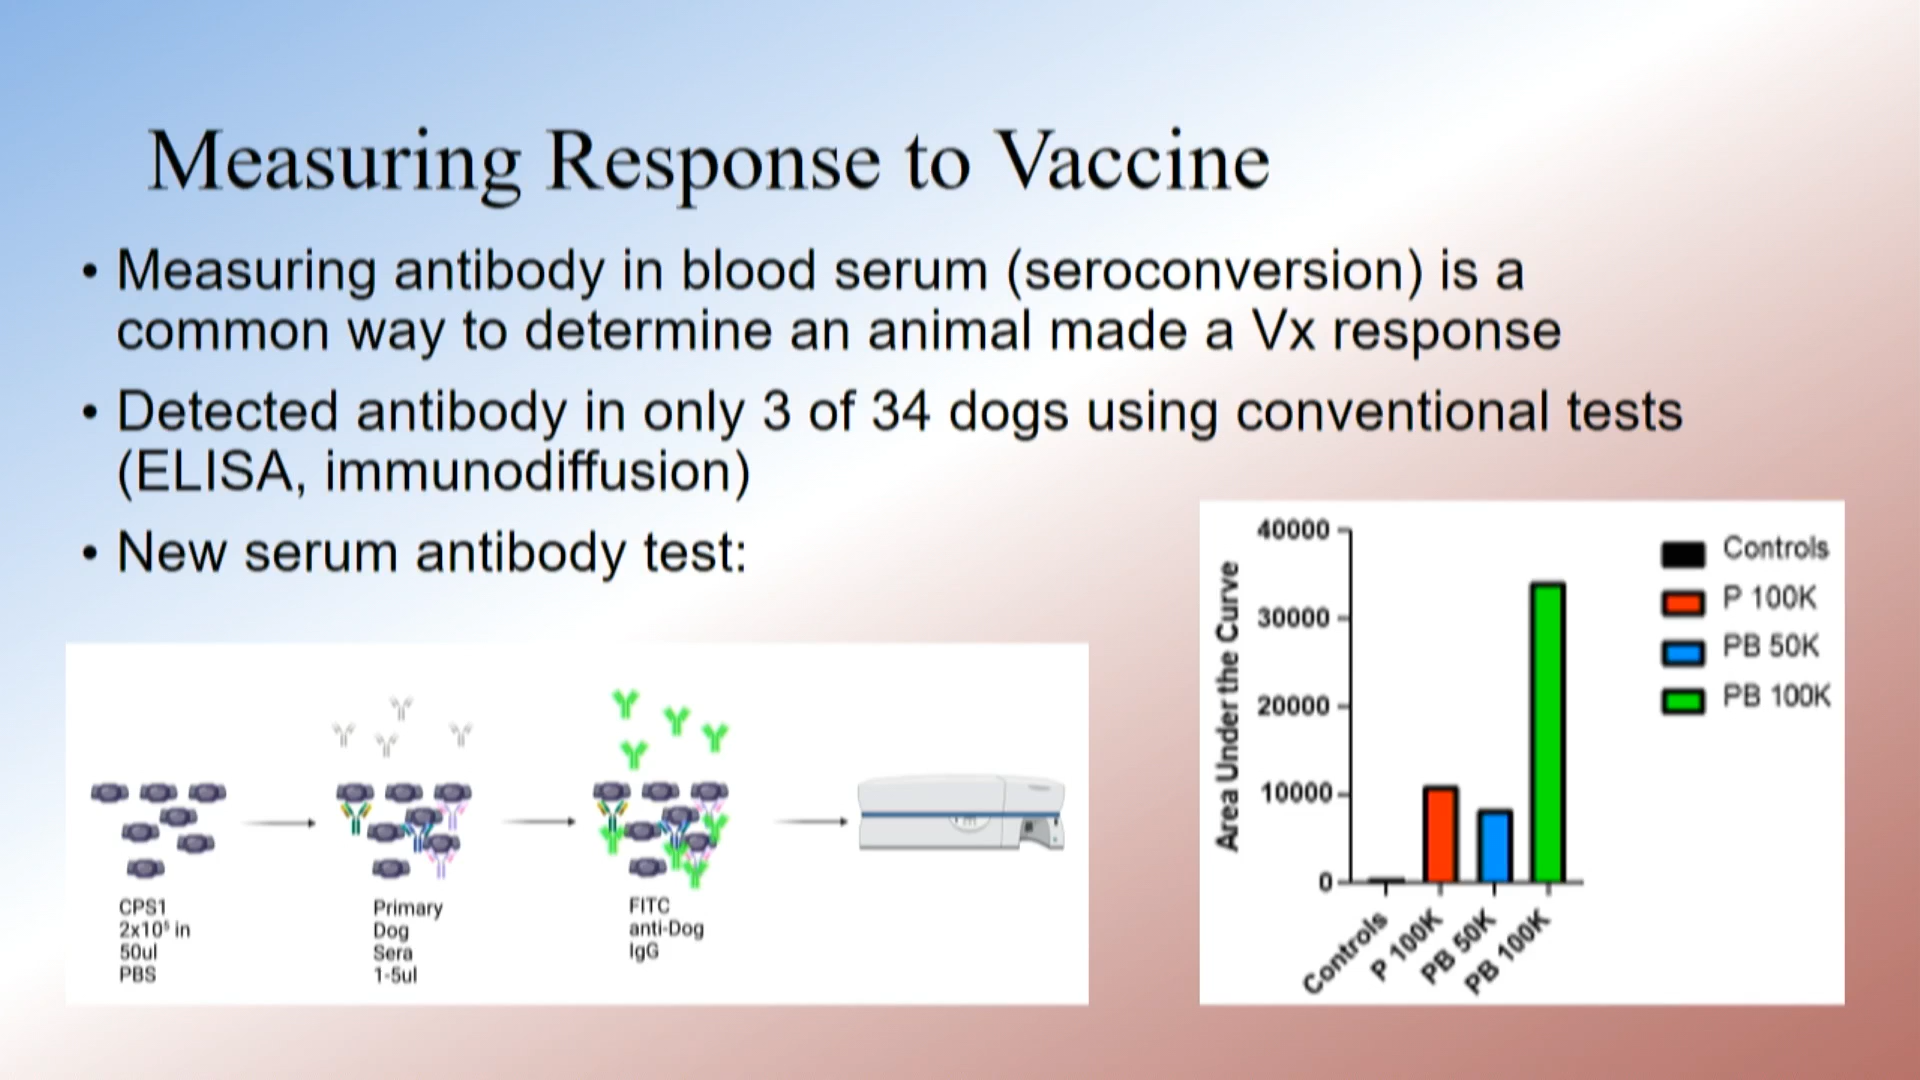 Measuring Response to Vaccine
• Measuring antibody in blood serum (seroconversion) is a
common way to determine an animal made a Vx response
• Detected antibody in only 3 of 34 dogs using conventional tests
(ELISA, immunodiffusion)
• New serum antibody test:
CPS1
2x10⁵ in
50ul
PBS
Primary
Dog
Sera
1-5ul
FITC
anti-Dog
IgG
Area Under the Curve
40000
30000
20000
10000
0
Controls
P 100K
PB 50K
PB 100K
Controls
P 100K
PB 50K
PB 100K